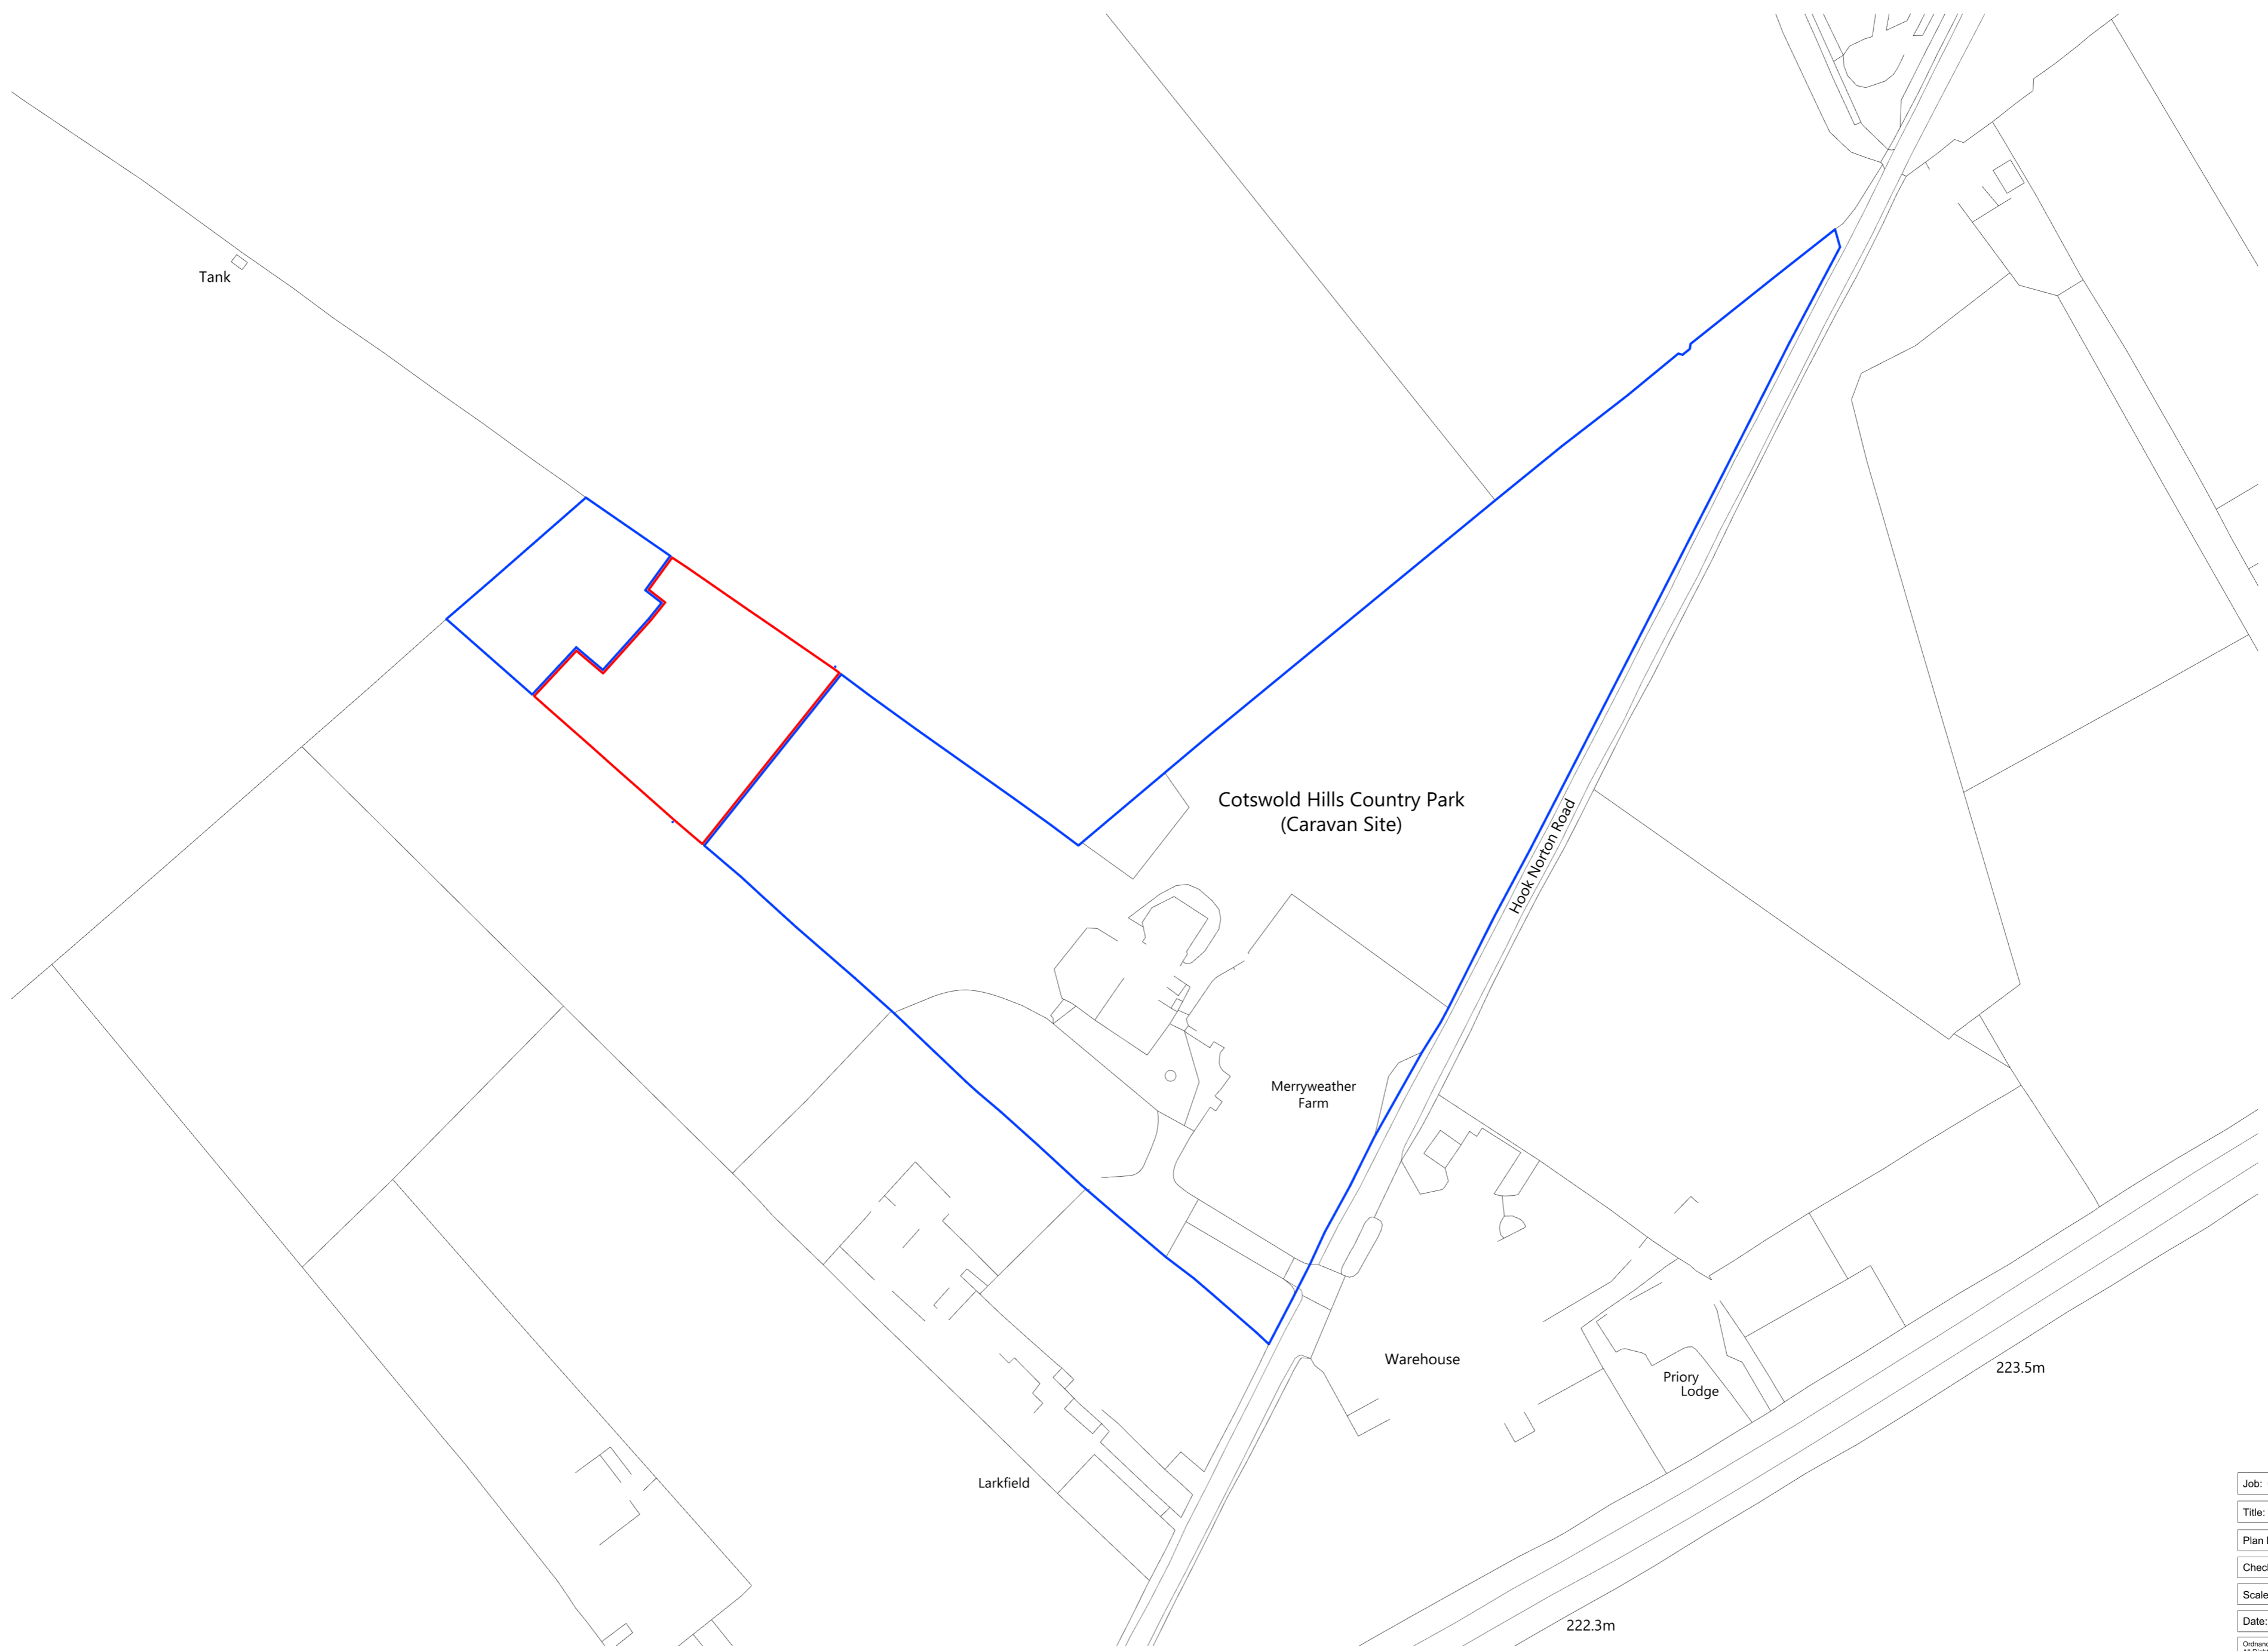 Tank
Cotswold Hills Country Park
(Caravan Site)
Hook Norton Road
Merryweather
Farm
Warehouse
Priory
Lodge
223.5m
Larkfield
222.3m
Job:
Title:
Plan
Scale
Date: